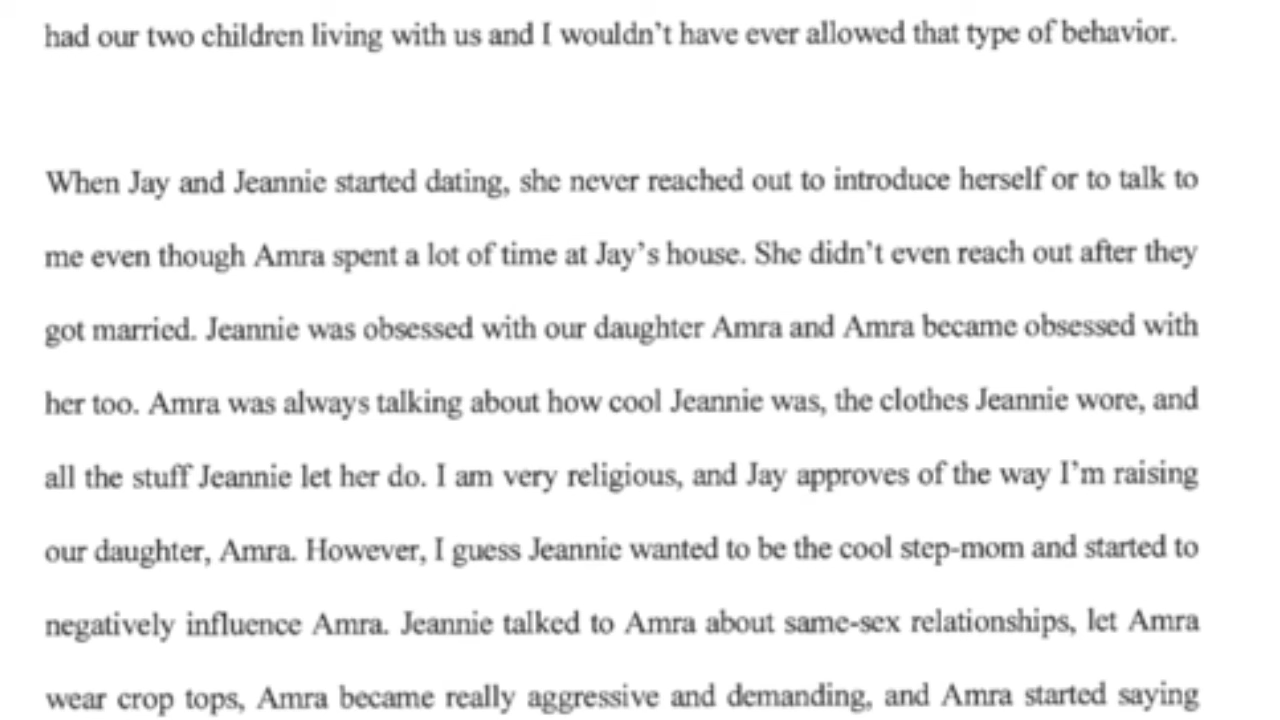 had our two children living with us and I wouldn't have ever allowed that type of behavior.
When Jay and Jeannie started dating, she never reached out to introduce herself or to talk to
me even though Amra spent a lot of time at Jay's house. She didn't even reach out after they
got married. Jeannie was obsessed with our daughter Amra and Amra became obsessed with
her too. Amra was always talking about how cool Jeannie was, the clothes Jeannie wore, and
all the stuff Jeannie let her do. I am very religious, and Jay approves of the way I'm raising
our daughter, Amra. However, I guess Jeannie wanted to be the cool step-mom and started to
negatively influence Amra. Jeannie talked to Amra about same-sex relationships, let Amra
wear crop tops, Amra became really aggressive and demanding, and Amra started saying